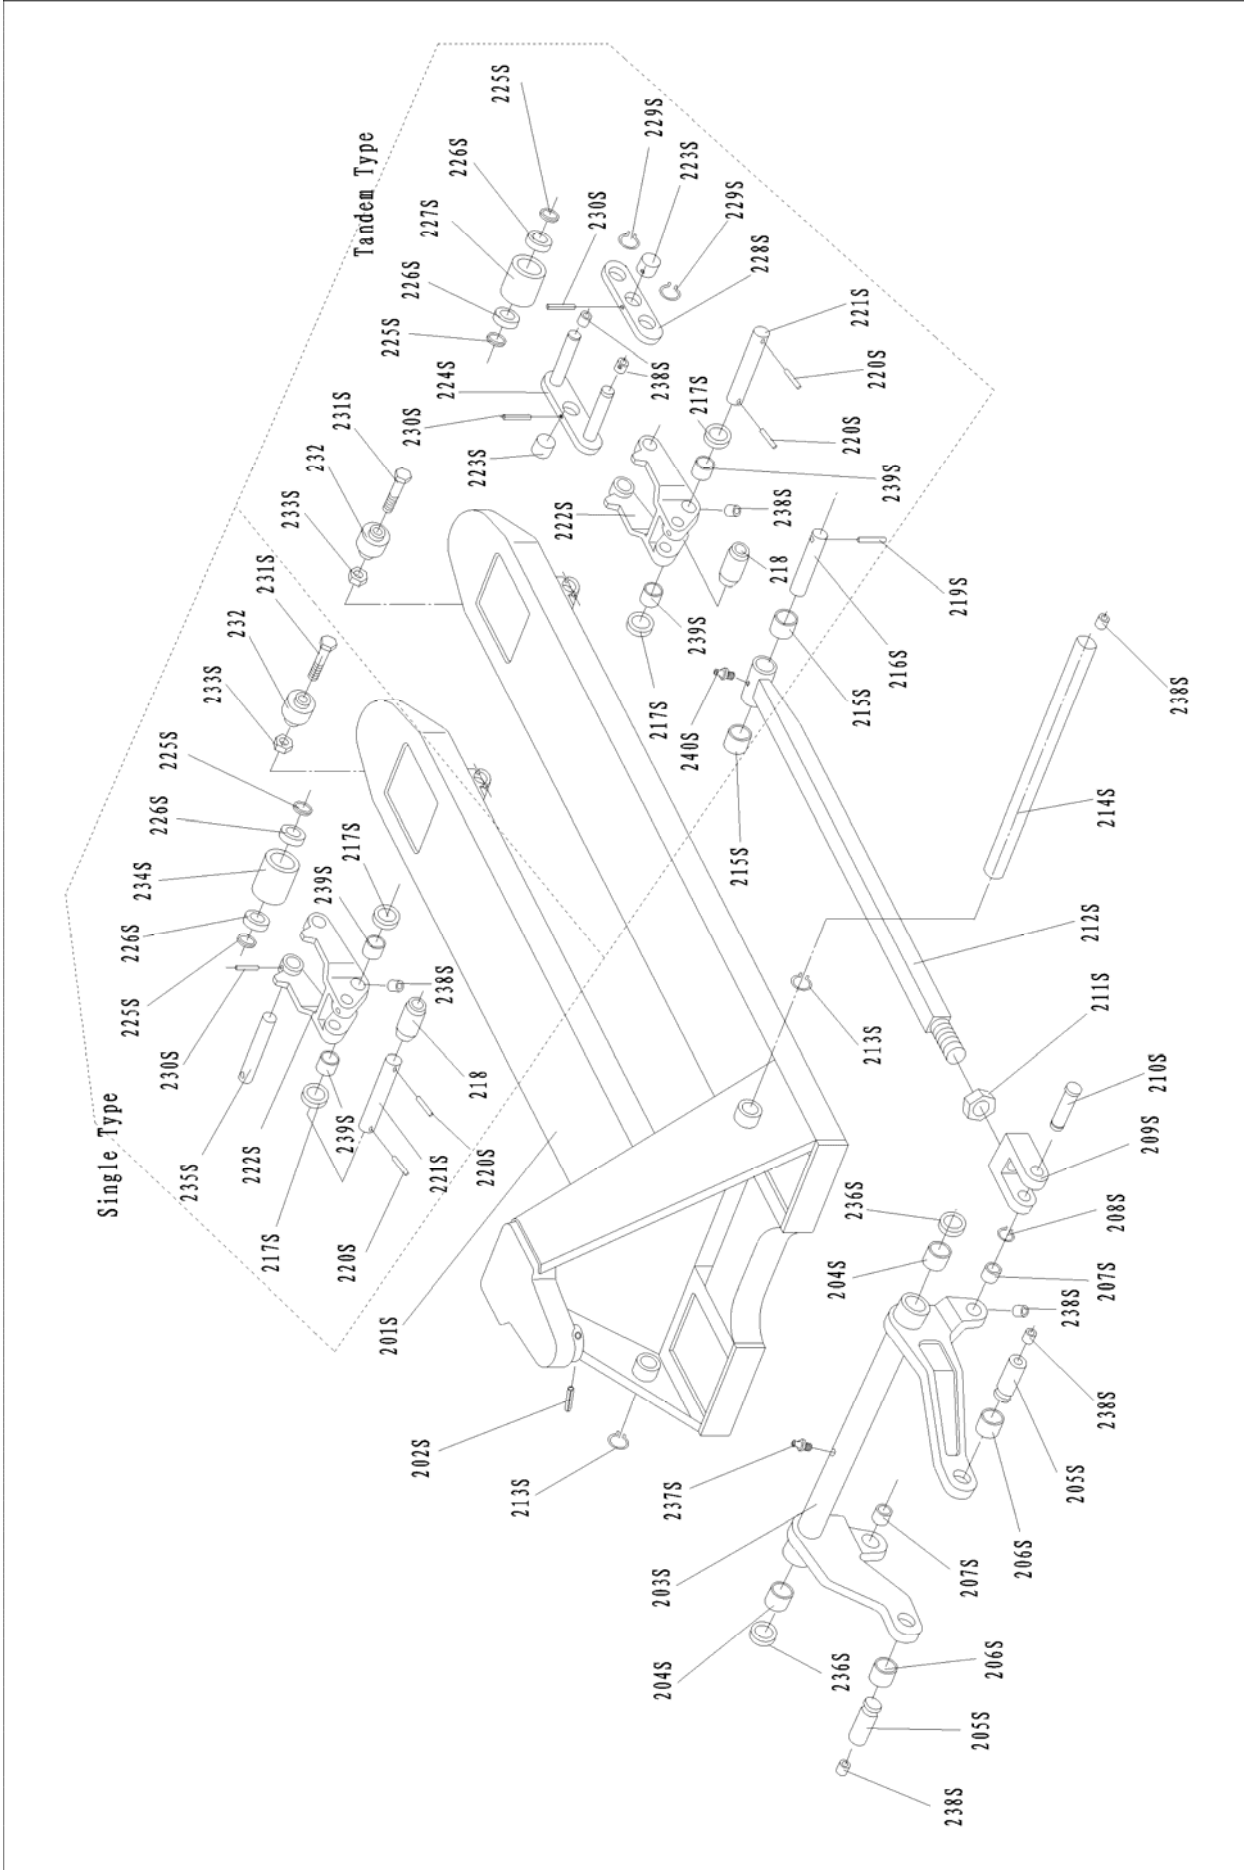 Tandem Type
225S
226S
227S
226S
225S
224S
230S
223S
229S
223S
229S
230S
228S
238S
221S
220S
220S
217S
239S
238S
218
222S
239S
217S
219S
216S
215S
240S
215S
231S
232
233S
231S
232
233S
Single Type
225S
226S
234S
226S
225S
230S
235S
222S
217S
239S
217S
239S
238S
218
220S
221S
220S
201S
202S
213S
213S
238S
214S
212S
211S
210S
209S
208S
207S
238S
236S
204S
238S
205S
206S
237S
203S
207S
204S
236S
206S
205S
238S